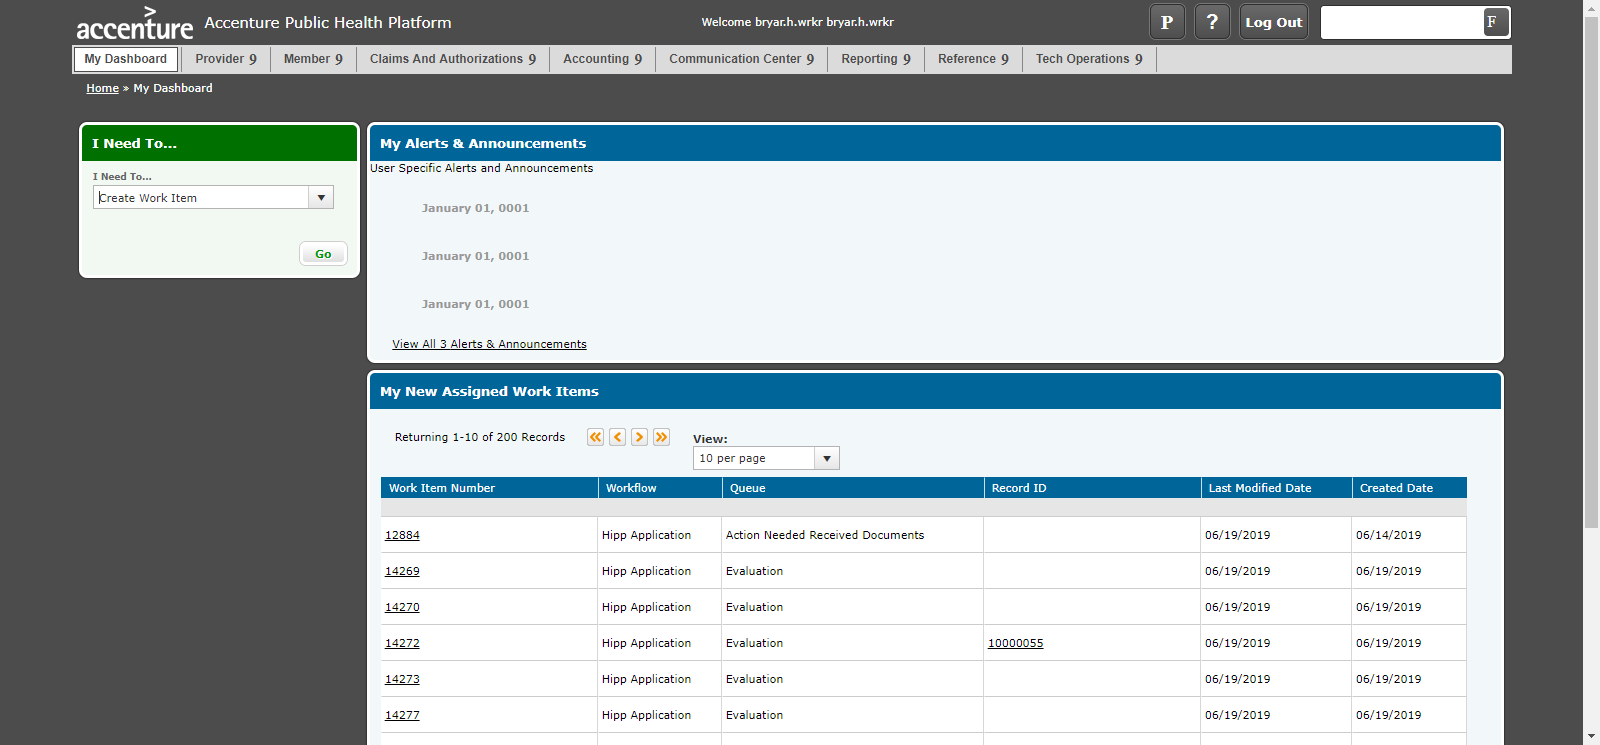 accenture
Accenture Public Health Platform
Welcome bryar.h.wrkr bryar.h.wrkr
P
?
Log Out
F
My Dashboard
Provider 9
Member 9
Claims And Authorizations 9
Accounting 9
Communication Center 9
Reporting 9
Reference 9
Tech Operations 9
Home » My Dashboard
I Need To...
I Need To...
Create Work Item
Go
My Alerts & Announcements
User Specific Alerts and Announcements
January 01, 0001
January 01, 0001
January 01, 0001
View All 3 Alerts & Announcements
My New Assigned Work Items
Returning 1-10 of 200 Records
View:
10 per page
Work Item Number Workflow Queue Record ID Last Modified Date Created Date
12884 Hipp Application Action Needed Received Documents 06/19/2019 06/14/2019
14269 Hipp Application Evaluation 06/19/2019 06/19/2019
14270 Hipp Application Evaluation 06/19/2019 06/19/2019
14272 Hipp Application Evaluation 10000055 06/19/2019 06/19/2019
14273 Hipp Application Evaluation 06/19/2019 06/19/2019
14277 Hipp Application Evaluation 06/19/2019 06/19/2019